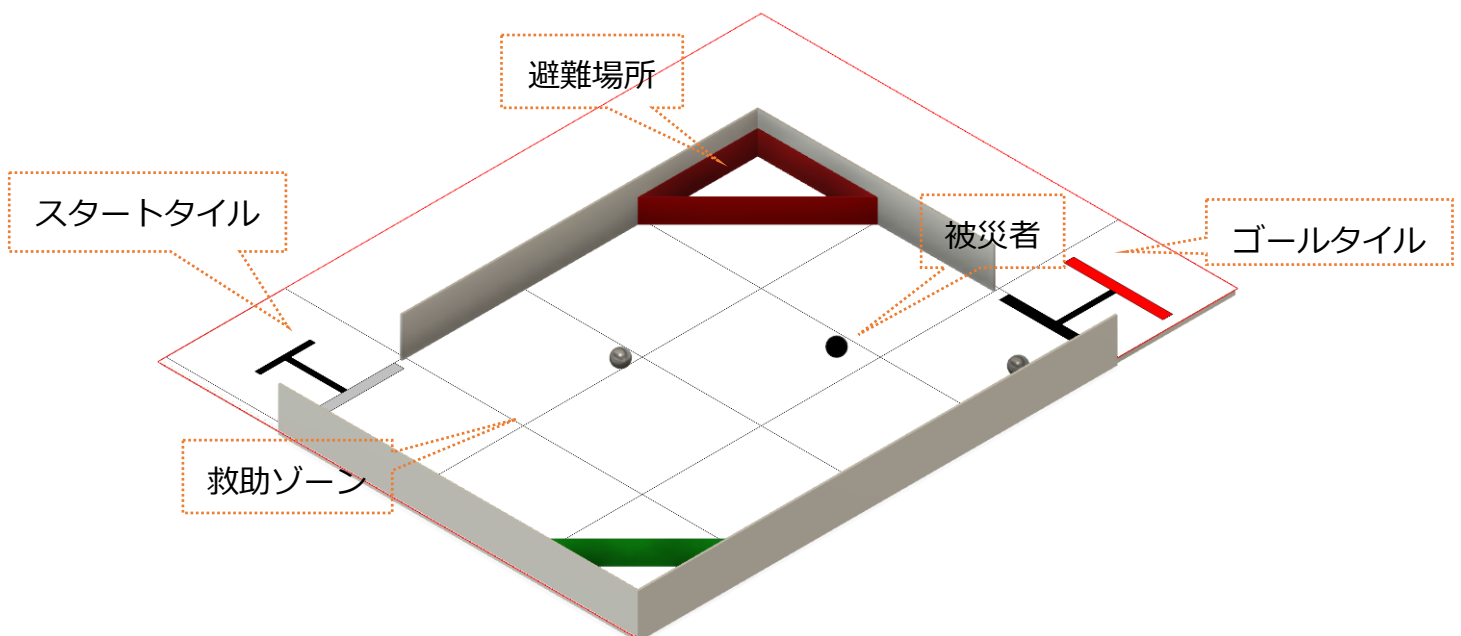 避難場所
スタートタイル
被災者
ゴールタイル
救助ゾーン